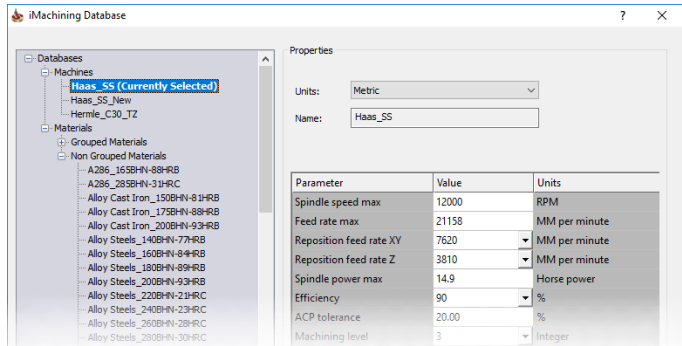 iMachining Database ? ×
Databases
Machines
Haas_SS (Currently Selected)
Haas_SS_New
Hermle_C30_TZ
Materials
Grouped Materials
Non Grouped Materials
A286_165BHN-88HRB
A286_285BHN-31HRC
Alloy Cast Iron_150BHN-81HRB
Alloy Cast Iron_175BHN-88HRB
Alloy Cast Iron_200BHN-93HRB
Alloy Steels_140BHN-77HRB
Alloy Steels_160BHN-84HRB
Alloy Steels_180BHN-89HRB
Alloy Steels_200BHN-93HRB
Alloy Steels_220BHN-21HRC
Alloy Steels_240BHN-23HRC
Alloy Steels_260BHN-28HRC
Alloy Steels_280BHN-30HRC
Properties
Units: Metric
Name: Haas_SS
Parameter Value Units
Spindle speed max 12000 RPM
Feed rate max 21158 MM per minute
Reposition feed rate XY 7620 MM per minute
Reposition feed rate Z 3810 MM per minute
Spindle power max 14.9 Horse power
Efficiency 90 %
ACP tolerance 20.00 %
Machining level 3 Integer